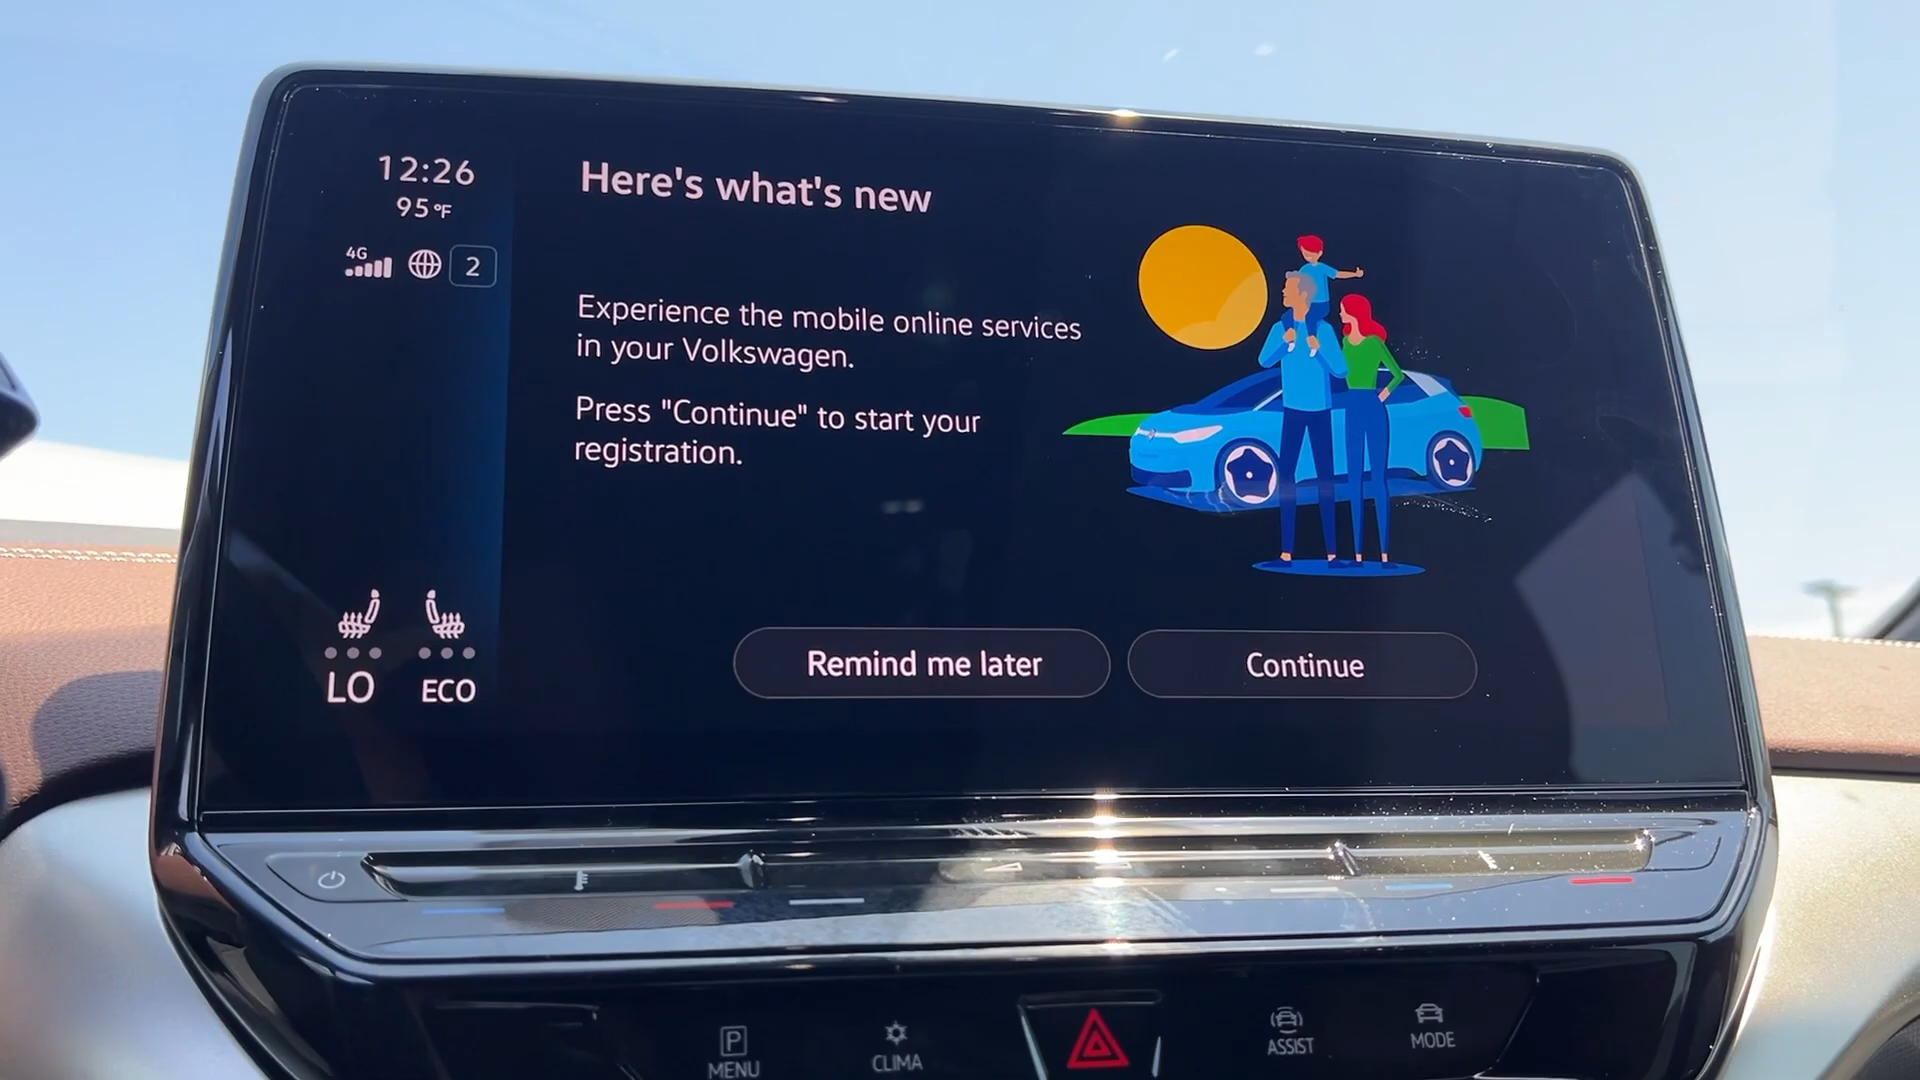 12:26
95°F
4G
2
Here's what's new
Experience the mobile online services
in your Volkswagen.
Press "Continue" to start your
registration.
LO
ECO
Remind me later
Continue
P
MENU
CLIMA
ASSIST
MODE